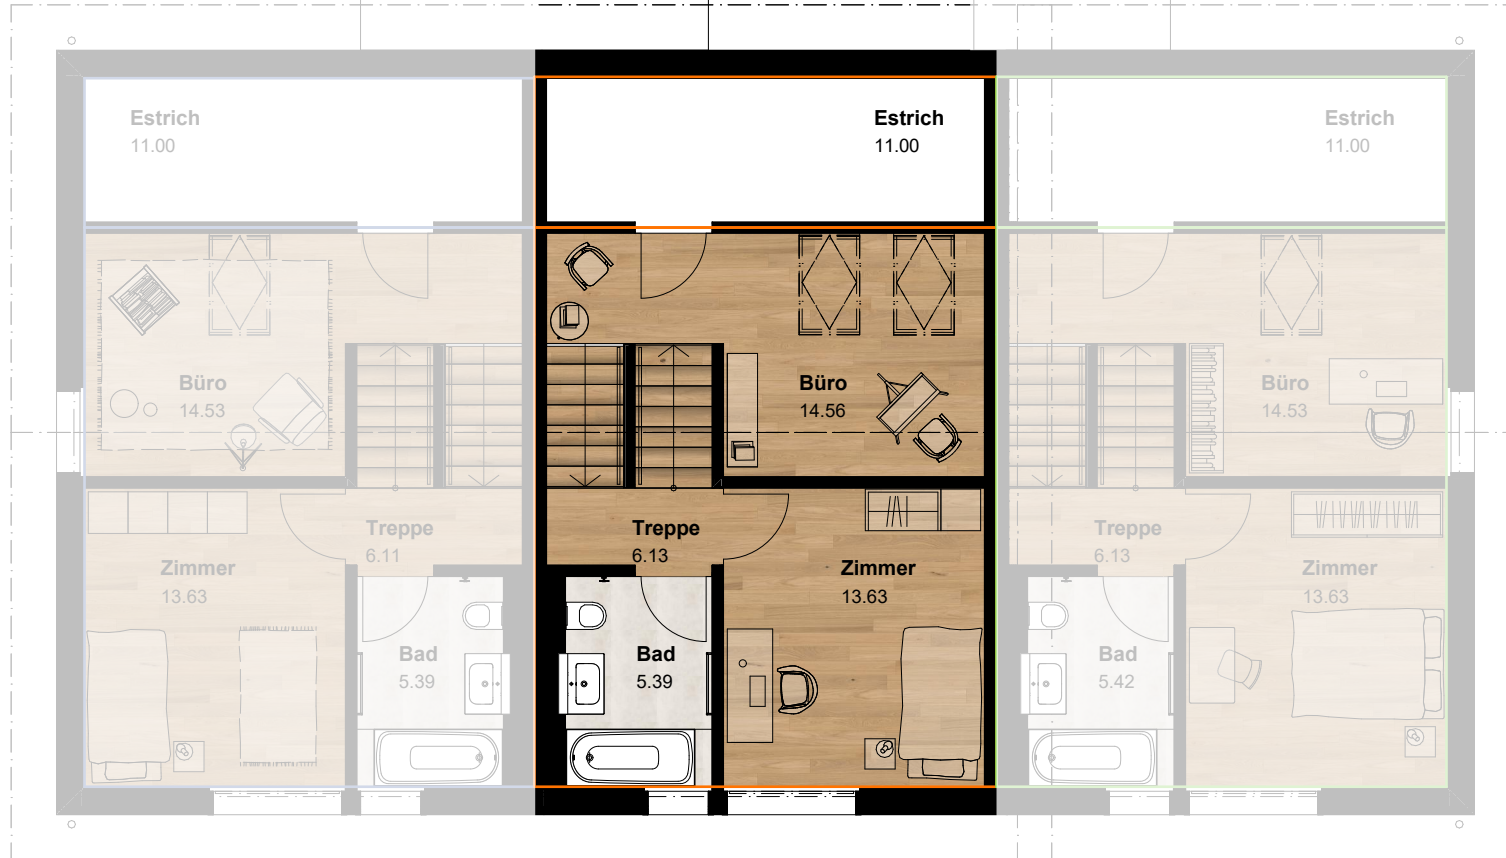 Estrich
11.00
Estrich
11.00
Estrich
11.00
Büro
14.53
Büro
14.56
Büro
14.53
Treppe
6.11
Treppe
6.13
Treppe
6.13
Zimmer
13.63
Zimmer
13.63
Zimmer
13.63
Bad
5.39
Bad
5.39
Bad
5.42